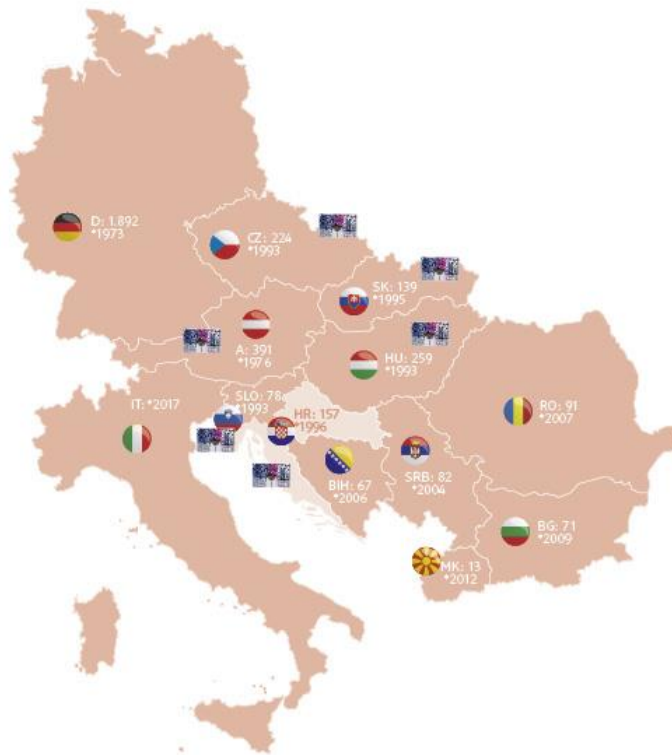 D: 1.892
*1973
CZ: 224
*1993
SK: 139
*1995
A: 391
*1976
HU: 259
*1993
IT: *2017
SLO: 78
*1993
HR: 157
*1996
RO: 91
*2007
BIH: 67
*2006
SRB: 82
*2004
BG: 71
*2009
MK: 13
*2012